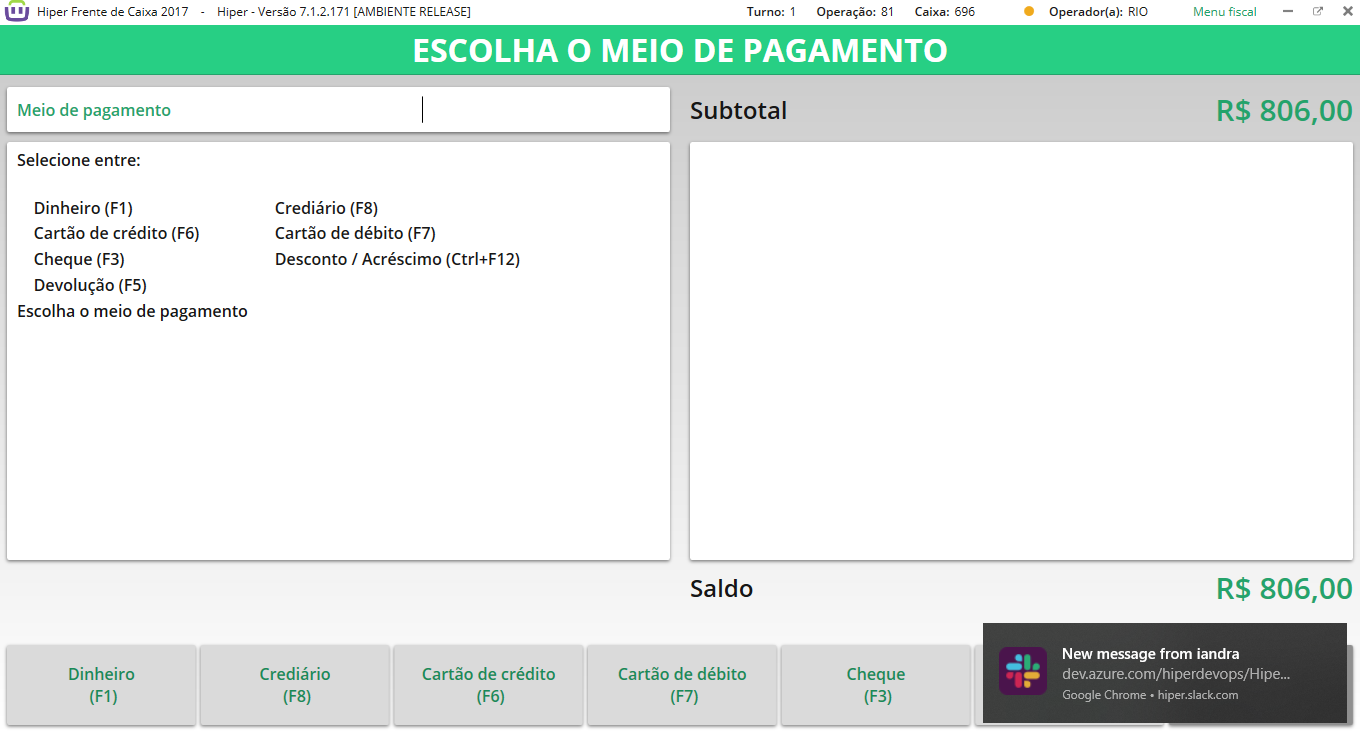 Hiper Frente de Caixa 2017 - Hiper - Versão 7.1.2.171 [AMBIENTE RELEASE] Turno: 1 Operação: 81 Caixa: 696 Operador(a): RIO Menu fiscal
ESCOLHA O MEIO DE PAGAMENTO
Meio de pagamento
Subtotal R$ 806,00
Selecione entre:
Dinheiro (F1) Crediário (F8)
Cartão de crédito (F6) Cartão de débito (F7)
Cheque (F3) Desconto / Acréscimo (Ctrl+F12)
Devolução (F5)
Escolha o meio de pagamento
Saldo R$ 806,00
Dinheiro
(F1)
Crediário
(F8)
Cartão de crédito
(F6)
Cartão de débito
(F7)
Cheque
(F3)
New message from iandra
dev.azure.com/hiperdevops/Hipe...
Google Chrome • hiper.slack.com